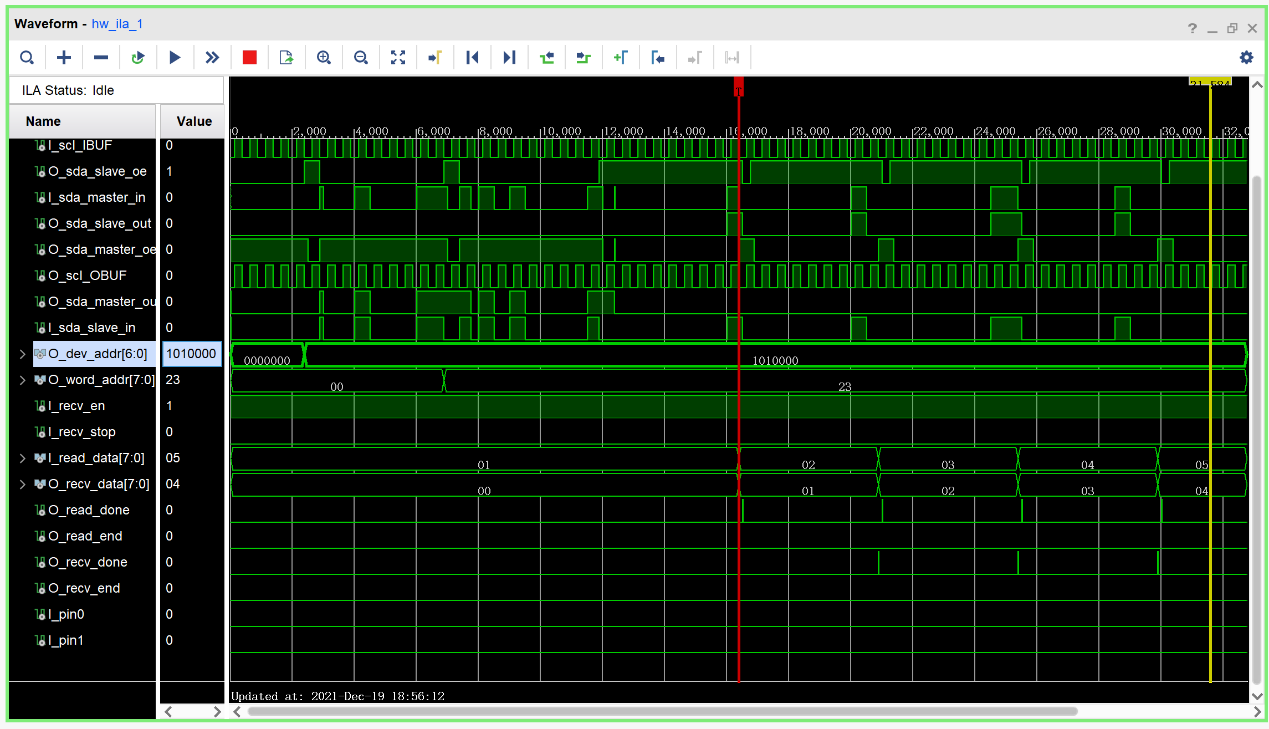 Waveform - hw_ila_1
ILA Status: Idle
Name Value
31,584
0 2,000 4,000 6,000 8,000 10,000 12,000 14,000 16,000 18,000 20,000 22,000 24,000 26,000 28,000 30,000 32,0
I_scl_IBUF 0
O_sda_slave_oe 1
I_sda_master_in 0
O_sda_slave_out 0
O_sda_master_oe 0
O_scl_OBUF 0
O_sda_master_ou 0
I_sda_slave_in 0
O_dev_addr[6:0] 1010000 0000000 1010000
O_word_addr[7:0] 23 00 23
I_recv_en 1
I_recv_stop 0
I_read_data[7:0] 05 01 02 03 04 05
O_recv_data[7:0] 04 00 01 02 03 04
O_read_done 0
O_read_end 0
O_recv_done 0
O_recv_end 0
I_pin0 0
I_pin1 0
Updated at: 2021-Dec-19 18:56:12